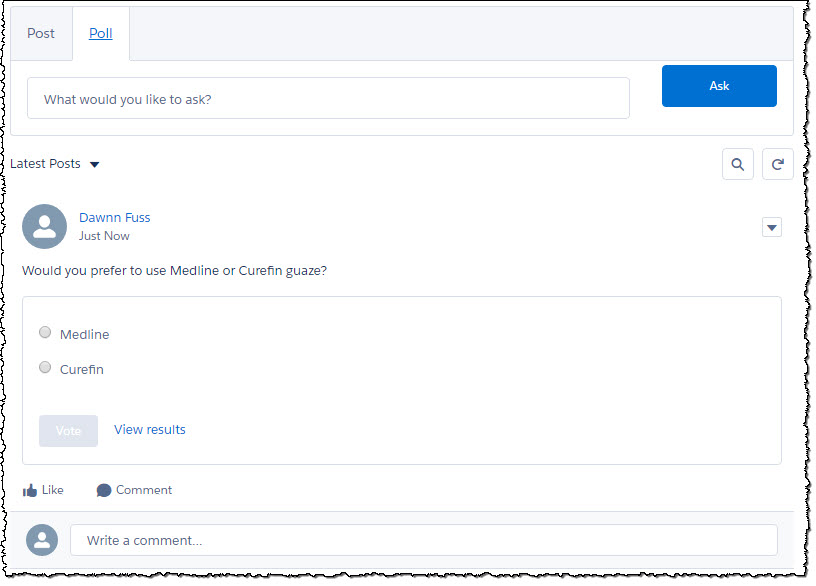 Post
Poll
What would you like to ask?
Ask
Latest Posts
Dawnn Fuss
Just Now
Would you prefer to use Medline or Curefin guaze?
Medline
Curefin
Vote
View results
Like
Comment
Write a comment...